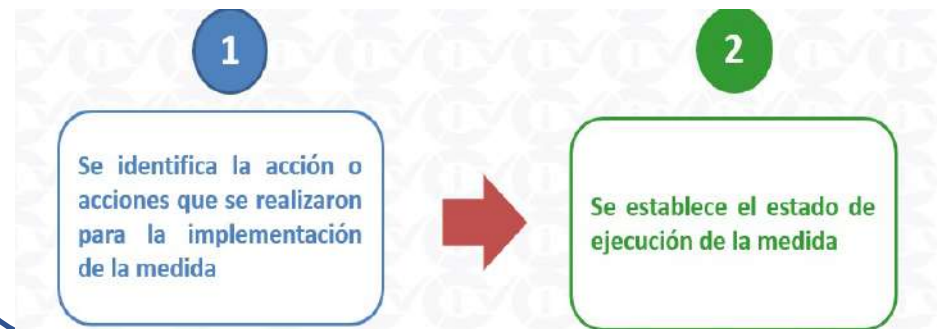 1
Se identifica la acción o
acciones que se realizaron
para la implementación
de la medida
2
Se establece el estado de
ejecución de la medida